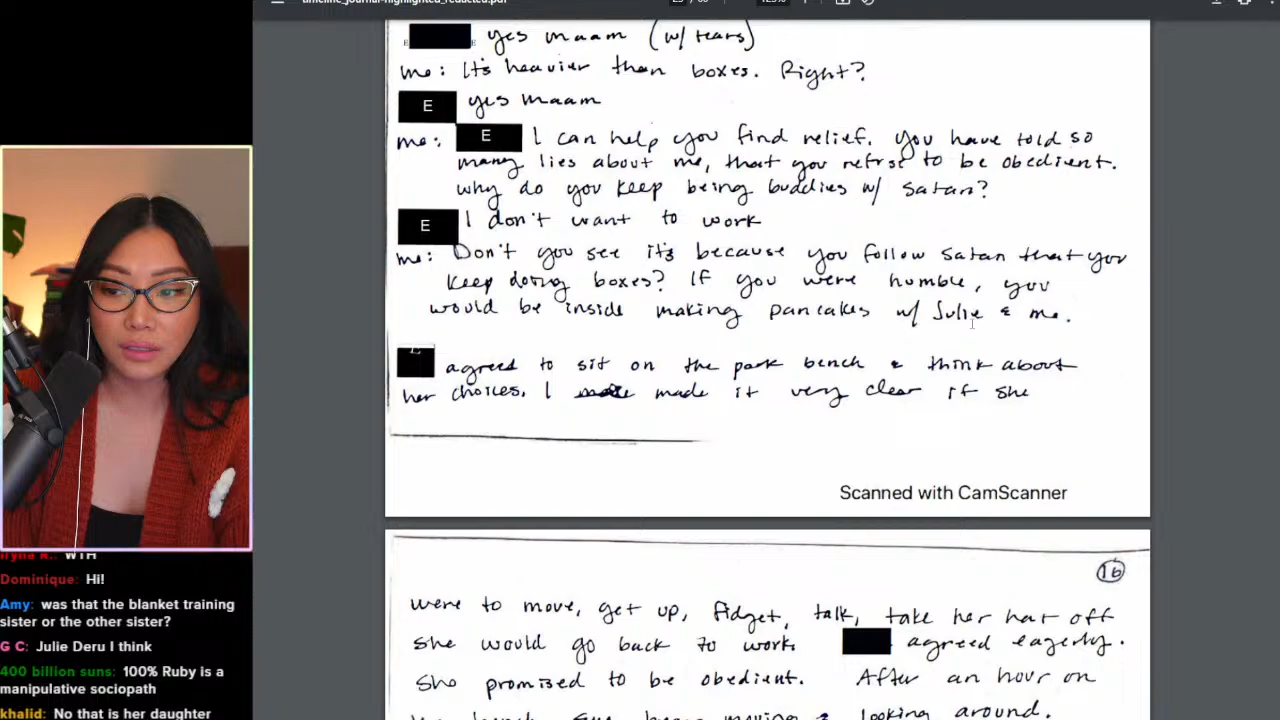 timeline_journal-highlighted_redacted.pdf
yes maam (w/ tears)
me: It's heavier than boxes. Right?
E yes maam
me: E I can help you find relief. You have told so
many lies about me, that you refuse to be obedient.
why do you keep being buddies w/ Satan?
E I don't want to work
me: Don't you see it's because you follow Satan that you
keep doing boxes? If you were humble, you
would be inside making pancakes w/ Julie & me.
agreed to sit on the park bench & think about
her choices. I made it very clear if she
Scanned with CamScanner
16
were to move, get up, fidget, talk, take her hat off
she would go back to work. agreed eagerly.
she promised to be obedient. After an hour on
looking around.
Dominique: Hi!
Amy: was that the blanket training
sister or the other sister?
G C: Julie Deru I think
400 billion suns: 100% Ruby is a
manipulative sociopath
khalid: No that is her daughter